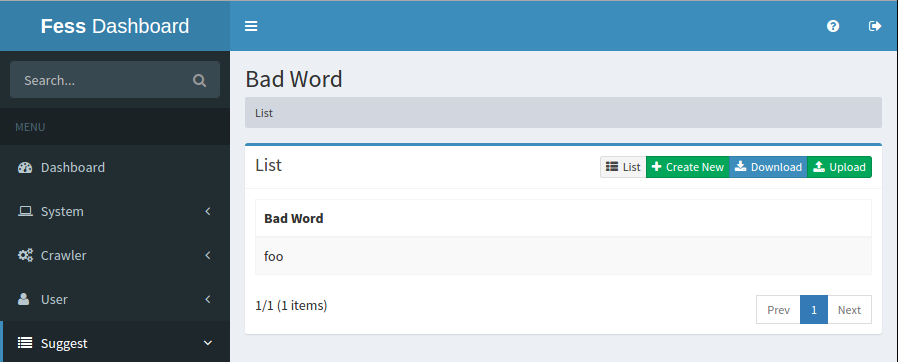 Fess Dashboard
Search...
MENU
Dashboard
System
Crawler
User
Suggest
Bad Word
List
List
List Create New Download Upload
Bad Word
foo
1/1 (1 items)
Prev 1 Next